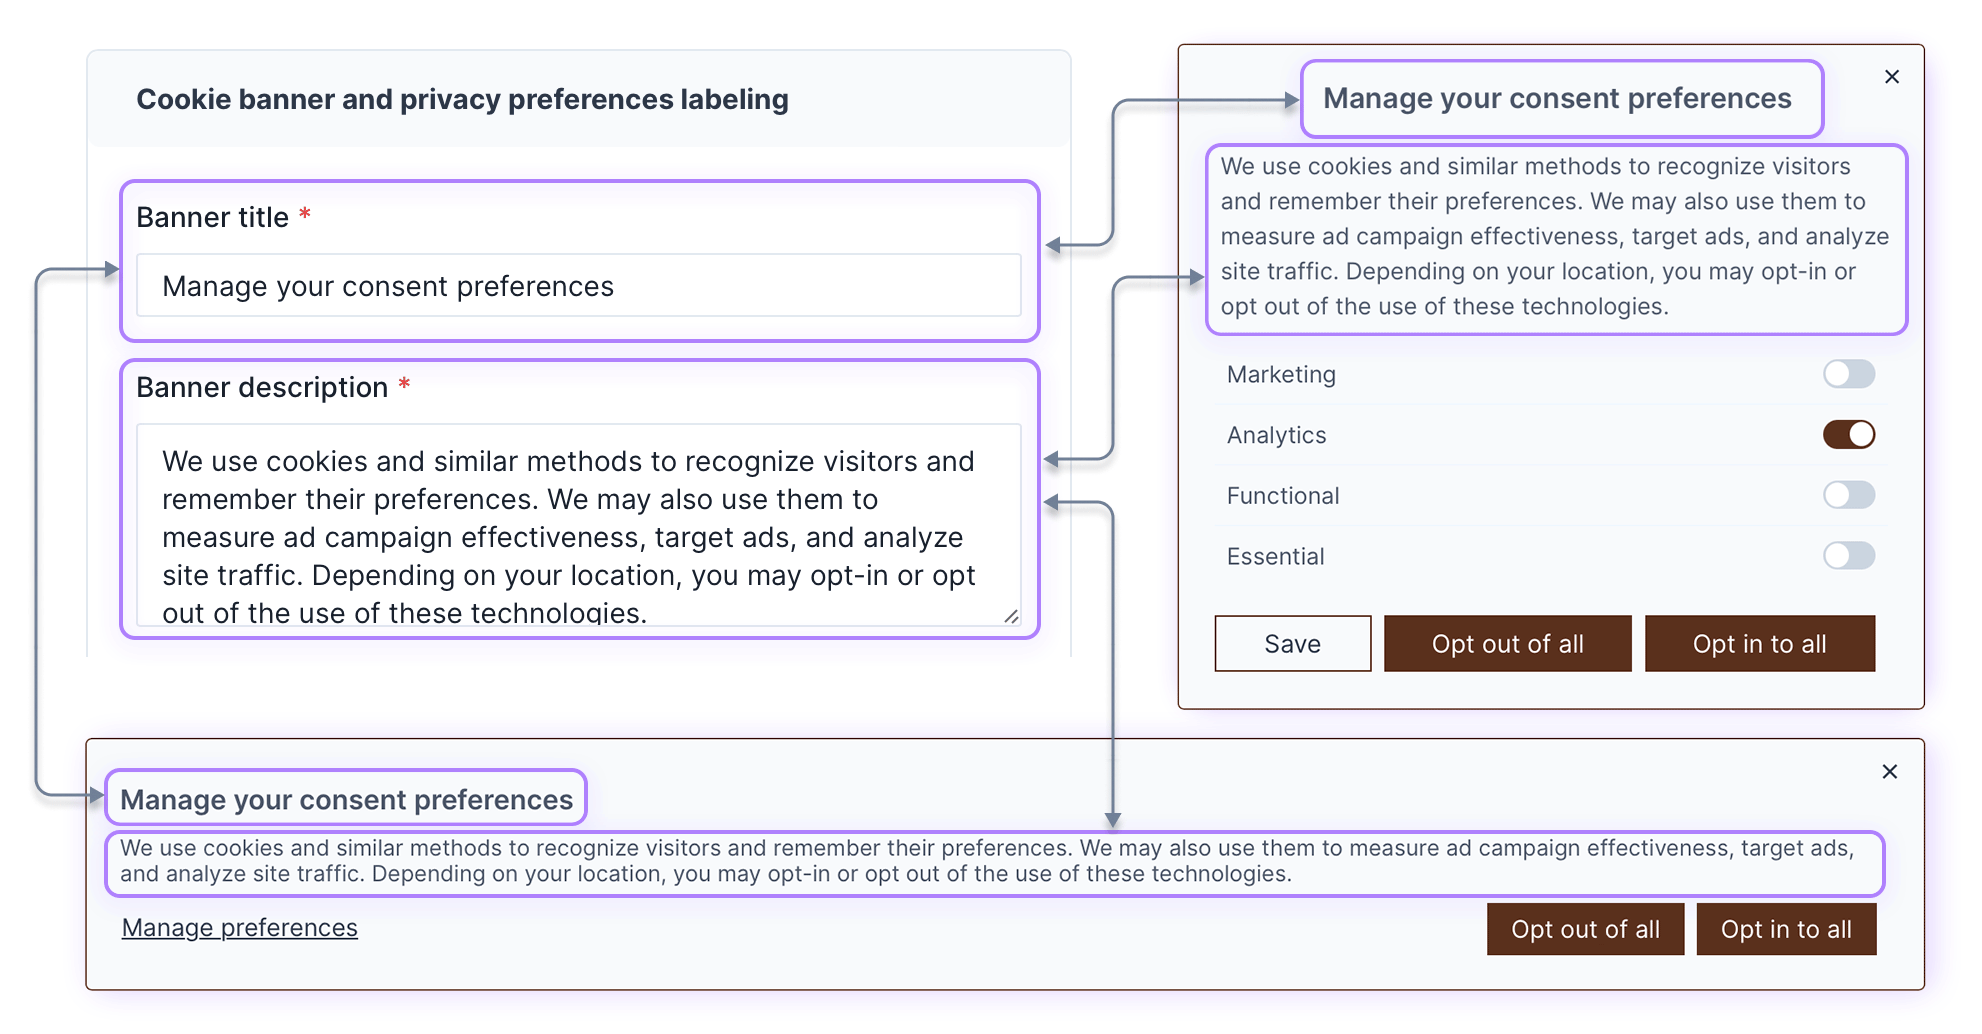 Cookie banner and privacy preferences labeling
Banner title *
Manage your consent preferences
Banner description *
We use cookies and similar methods to recognize visitors and
remember their preferences. We may also use them to
measure ad campaign effectiveness, target ads, and analyze
site traffic. Depending on your location, you may opt-in or opt
out of the use of these technologies.
Manage your consent preferences
We use cookies and similar methods to recognize visitors
and remember their preferences. We may also use them to
measure ad campaign effectiveness, target ads, and analyze
site traffic. Depending on your location, you may opt-in or
opt out of the use of these technologies.
Marketing
Analytics
Functional
Essential
Save
Opt out of all
Opt in to all
Manage your consent preferences
We use cookies and similar methods to recognize visitors and remember their preferences. We may also use them to measure ad campaign effectiveness, target ads,
and analyze site traffic. Depending on your location, you may opt-in or opt out of the use of these technologies.
Manage preferences
Opt out of all
Opt in to all